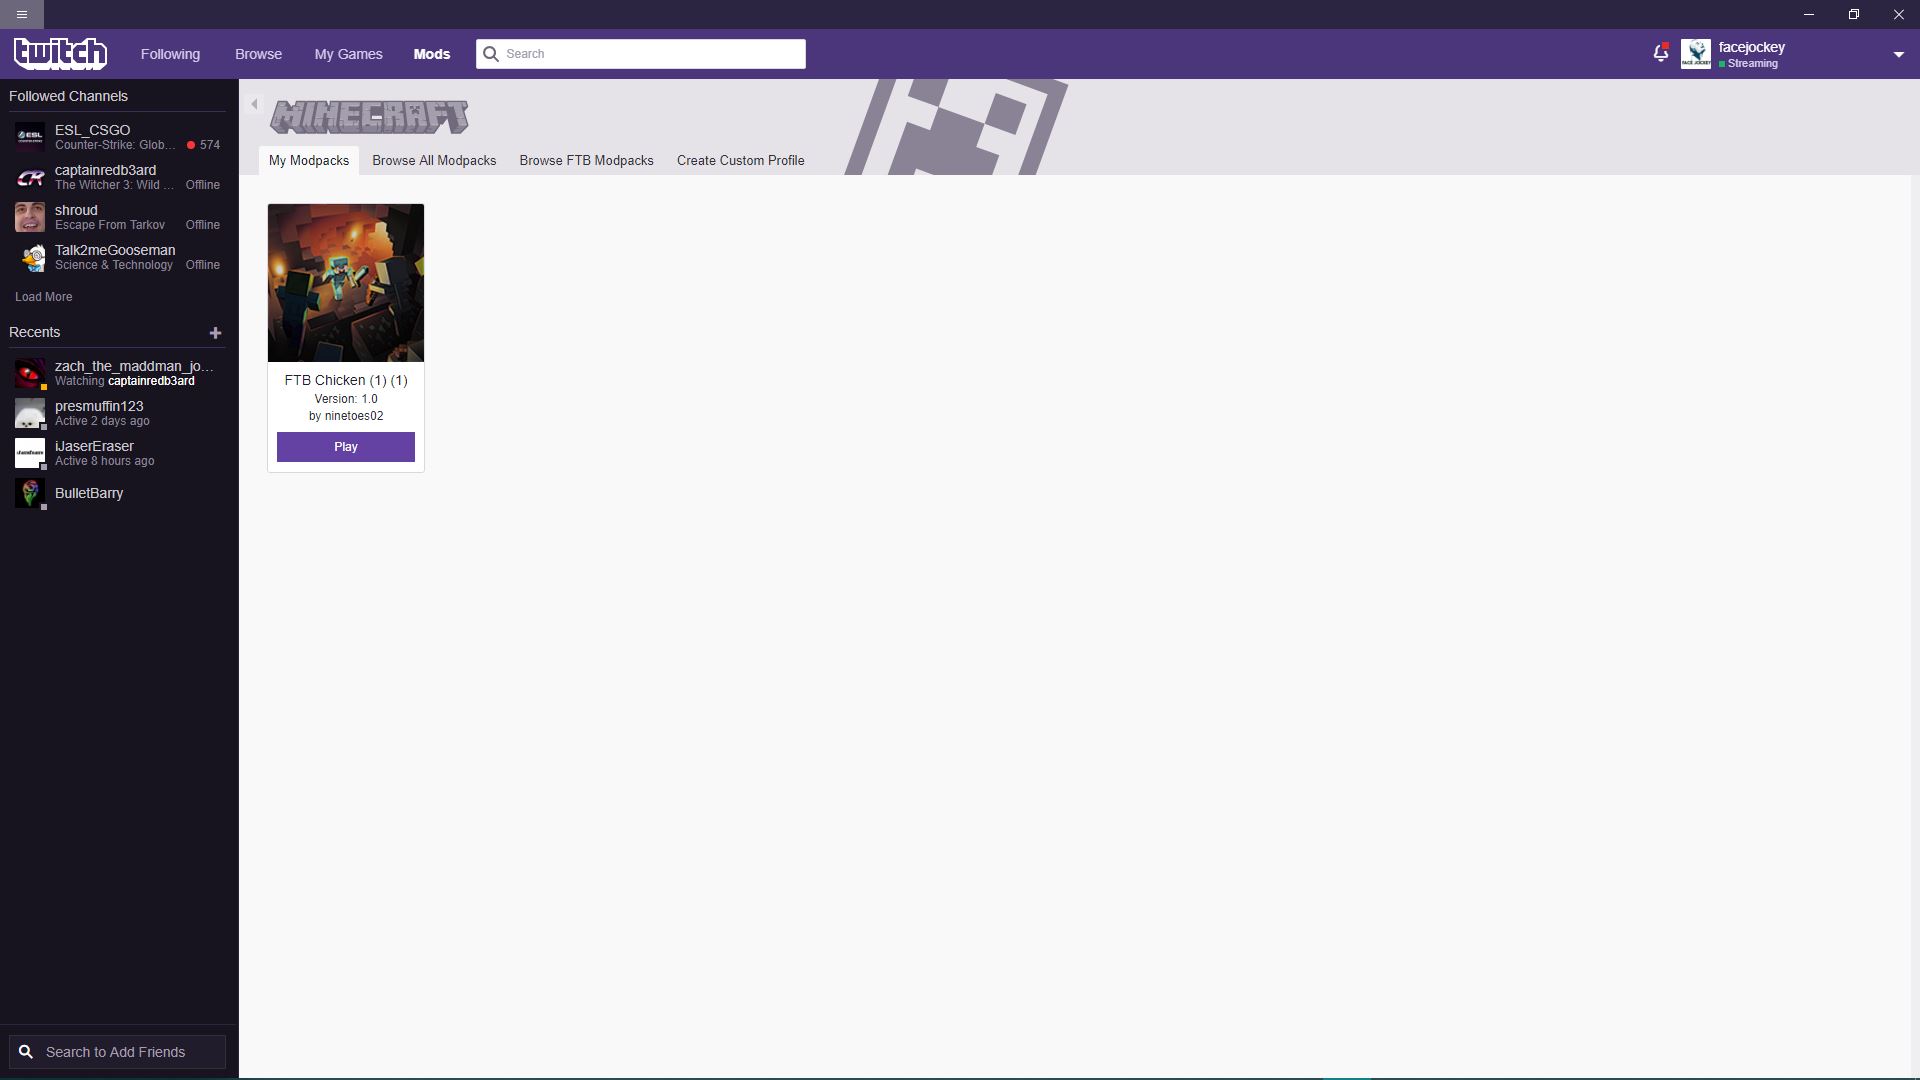 twitch
Following
Browse
My Games
Mods
Search
facejockey
Streaming
Followed Channels
ESL_CSGO
Counter-Strike: Glob... 574
captainredb3ard
The Witcher 3: Wild ... Offline
shroud
Escape From Tarkov Offline
Talk2meGooseman
Science & Technology Offline
Load More
Recents
zach_the_maddman_jo...
Watching captainredb3ard
presmuffin123
Active 2 days ago
iJaserEraser
Active 8 hours ago
BulletBarry
Search to Add Friends
MINECRAFT
My Modpacks
Browse All Modpacks
Browse FTB Modpacks
Create Custom Profile
FTB Chicken (1) (1)
Version: 1.0
by ninetoes02
Play